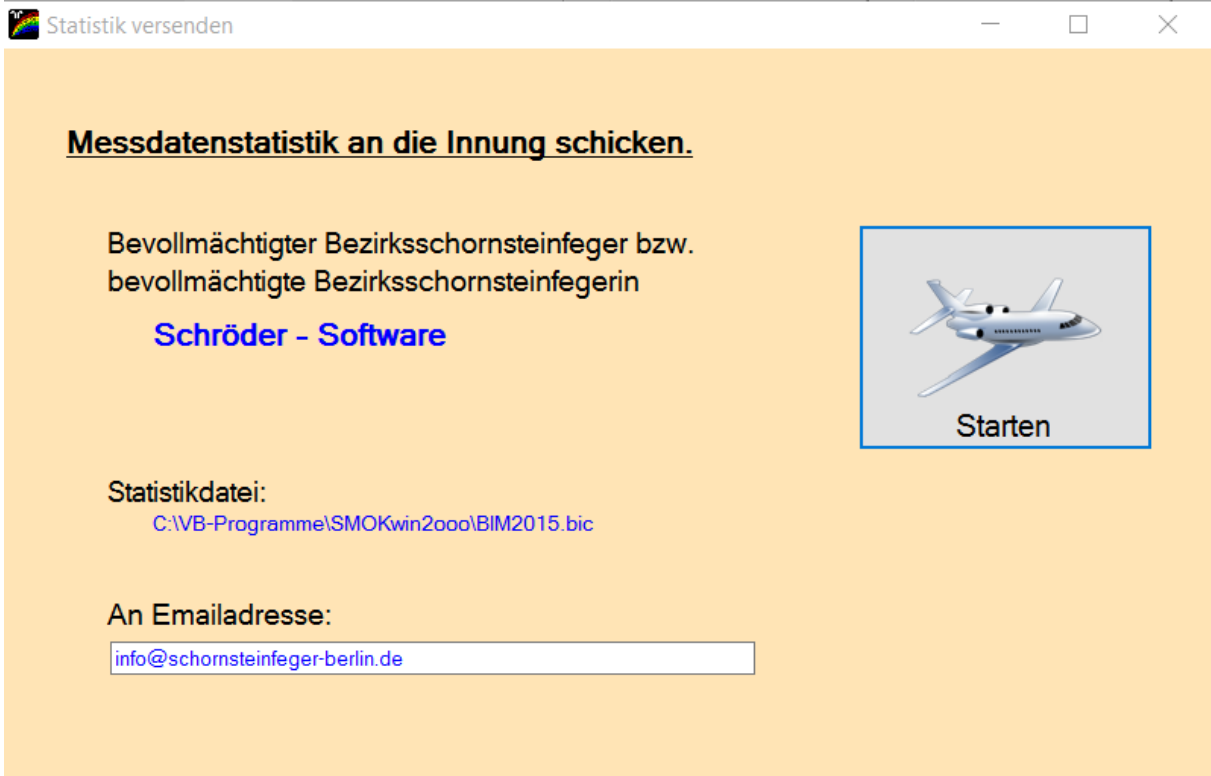 Statistik versenden
Messdatenstatistik an die Innung schicken.
Bevollmächtigter Bezirksschornsteinfeger bzw.
bevollmächtigte Bezirksschornsteinfegerin
Schröder - Software
Starten
Statistikdatei:
C:\VB-Programme\SMOKwin2ooo\BIM2015.bic
An Emailadresse:
info@schornsteinfeger-berlin.de